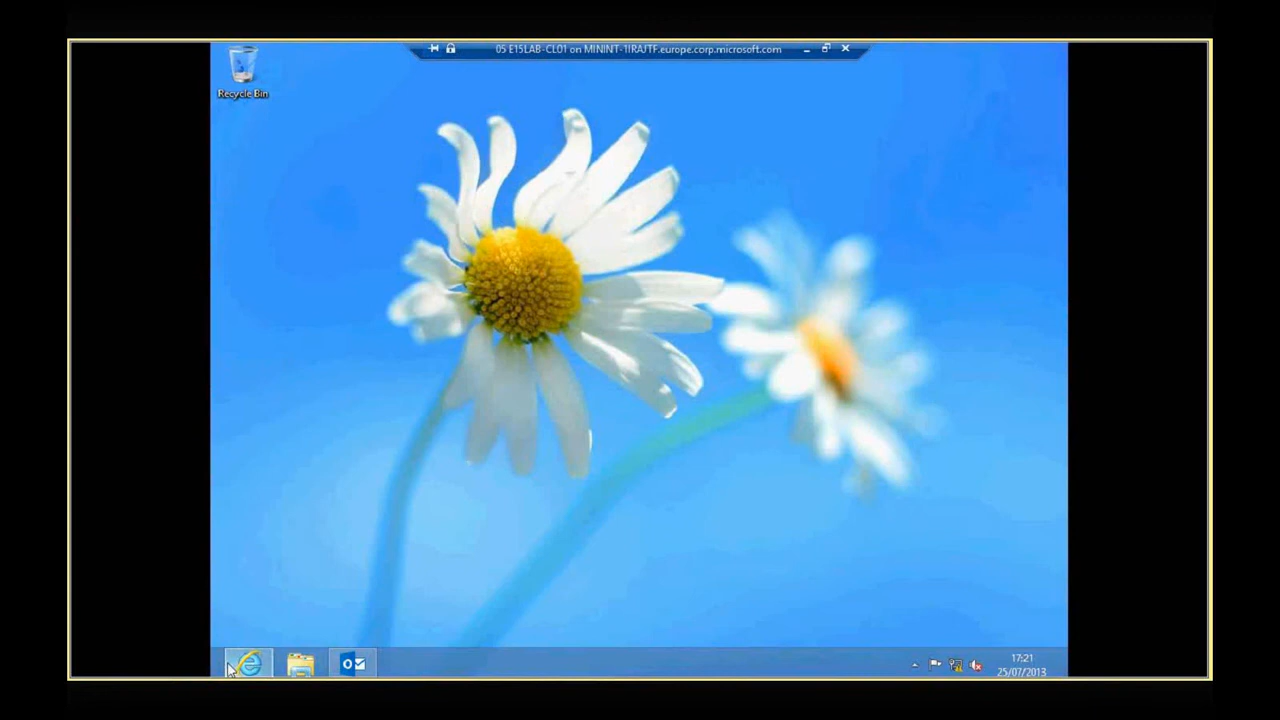 05 E15LAB-CL01 on MININT-1IRAJTF.europe.corp.microsoft.com
Recycle Bin
17:21
25/07/2013